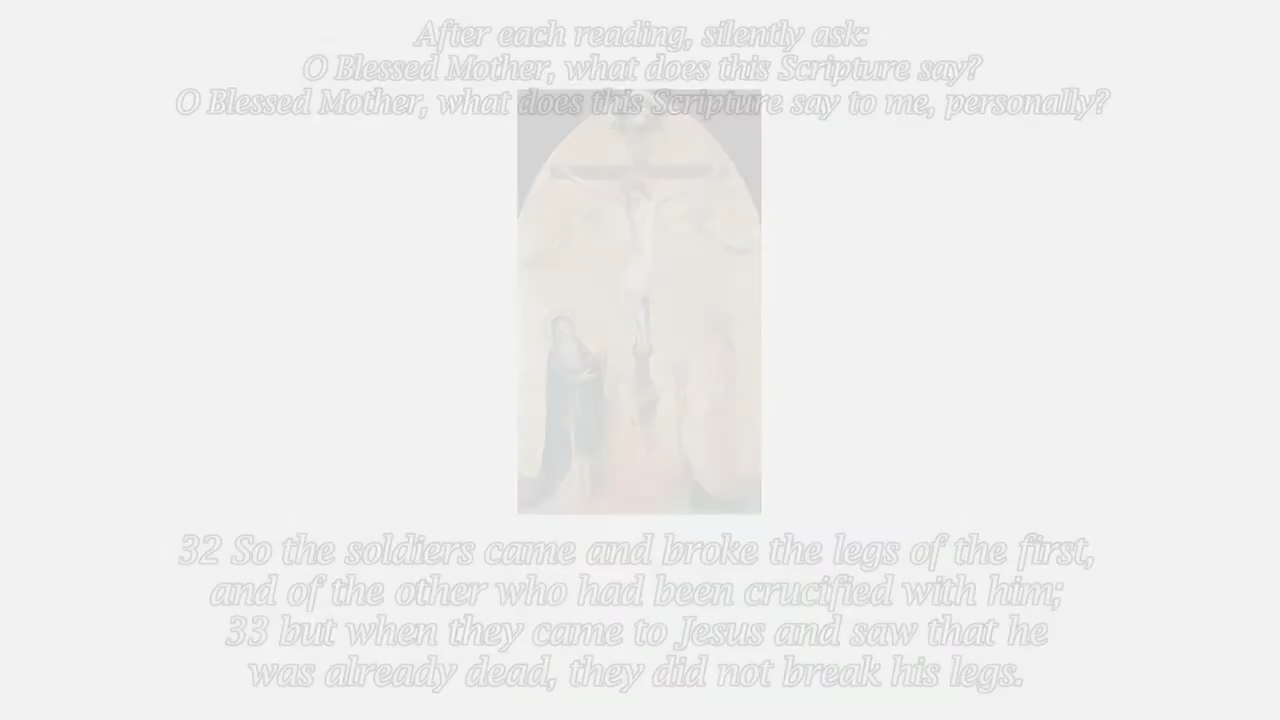 After each reading, silently ask:
O Blessed Mother, what does this Scripture say?
O Blessed Mother, what does this Scripture say to me, personally?
32 So the soldiers came and broke the legs of the first,
and of the other who had been crucified with him;
33 but when they came to Jesus and saw that he
was already dead, they did not break his legs.